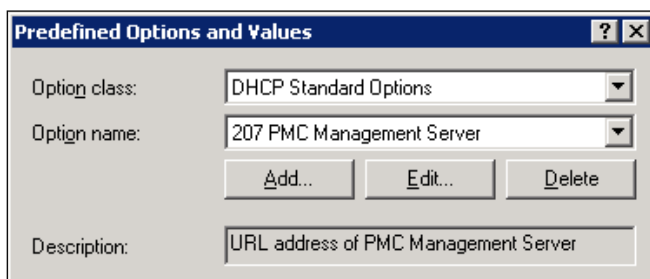 Predefined Options and Values
Option class: DHCP Standard Options
Option name: 207 PMC Management Server
Add... Edit... Delete
Description: URL address of PMC Management Server